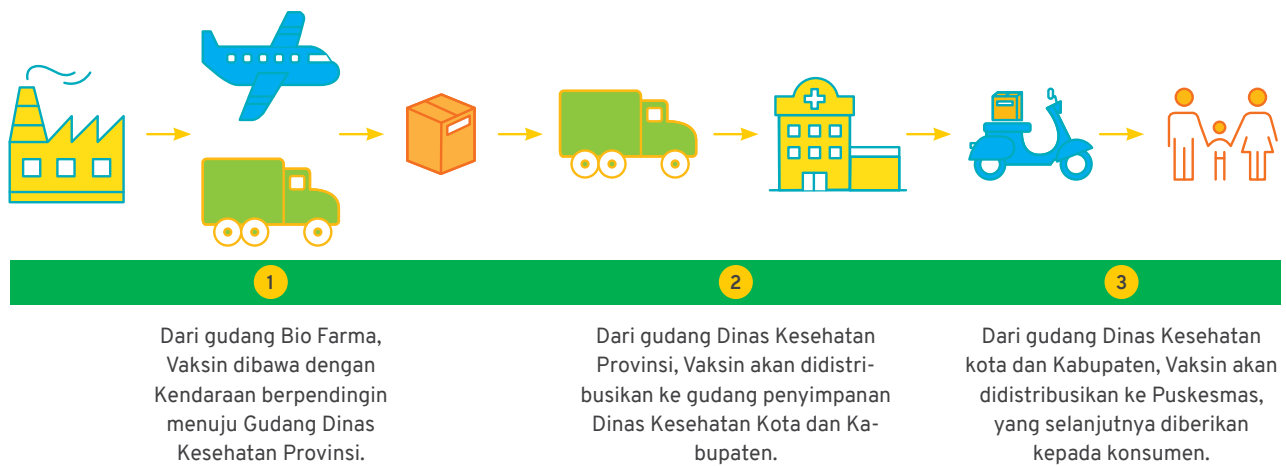 1
Dari gudang Bio Farma,
Vaksin dibawa dengan
Kendaraan berpendingin
menuju Gudang Dinas
Kesehatan Provinsi.
2
Dari gudang Dinas Kesehatan
Provinsi, Vaksin akan didistri-
busikan ke gudang penyimpanan
Dinas Kesehatan Kota dan Ka-
bupaten.
3
Dari gudang Dinas Kesehatan
kota dan Kabupaten, Vaksin akan
didistribusikan ke Puskesmas,
yang selanjutnya diberikan
kepada konsumen.